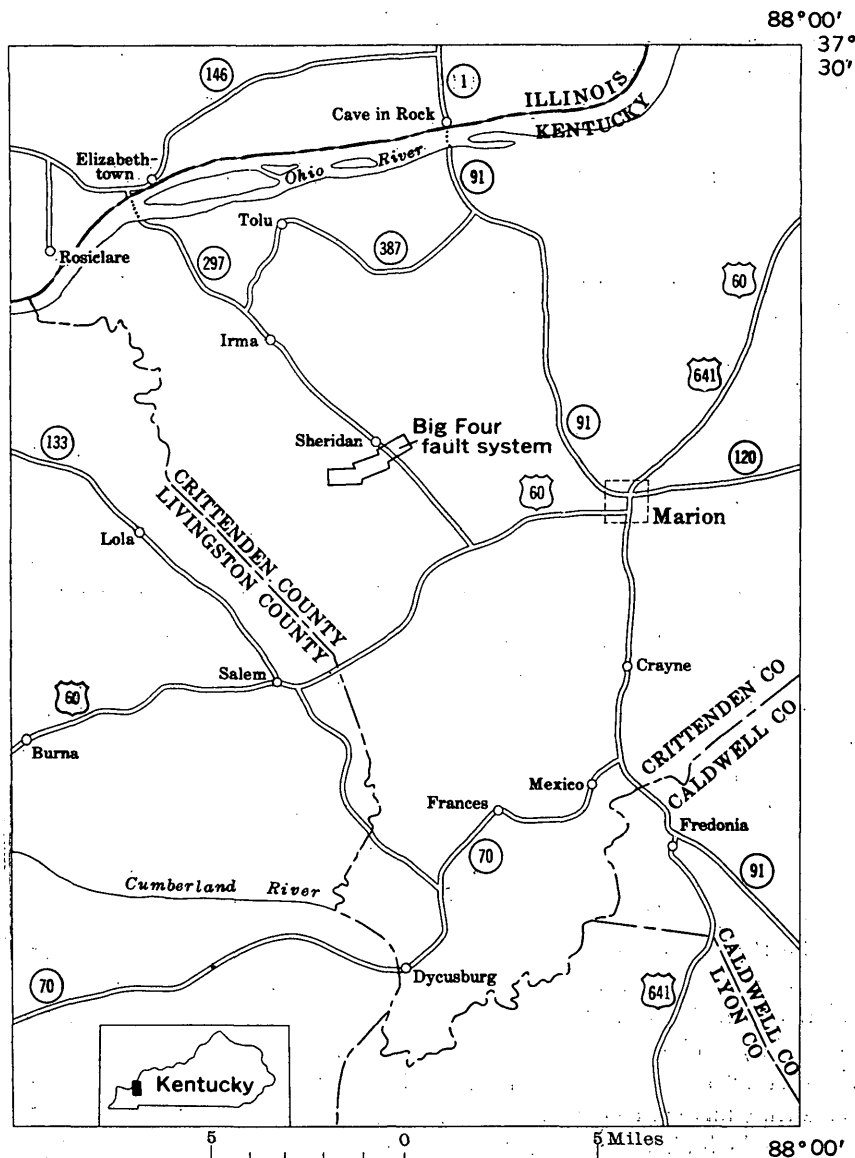 88°00'
37°
30'
146
1
ILLINOIS
KENTUCKY
Cave in Rock
Elizabeth-
town
Ohio River
91
Tolu
387
Rosiclare
297
60
Irma
641
Big Four
fault system
Sheridan
133
91
120
60
Marion
CRITTENDEN COUNTY
LIVINGSTON COUNTY
Lola
Salem
Crayne
60
Burna
CRITTENDEN CO
CALDWELL CO
Mexico
Frances
Fredonia
70
91
Cumberland River
Dycusburg
70
641
CALDWELL CO
LYON CO
Kentucky
5 0 5 Miles
88°00'